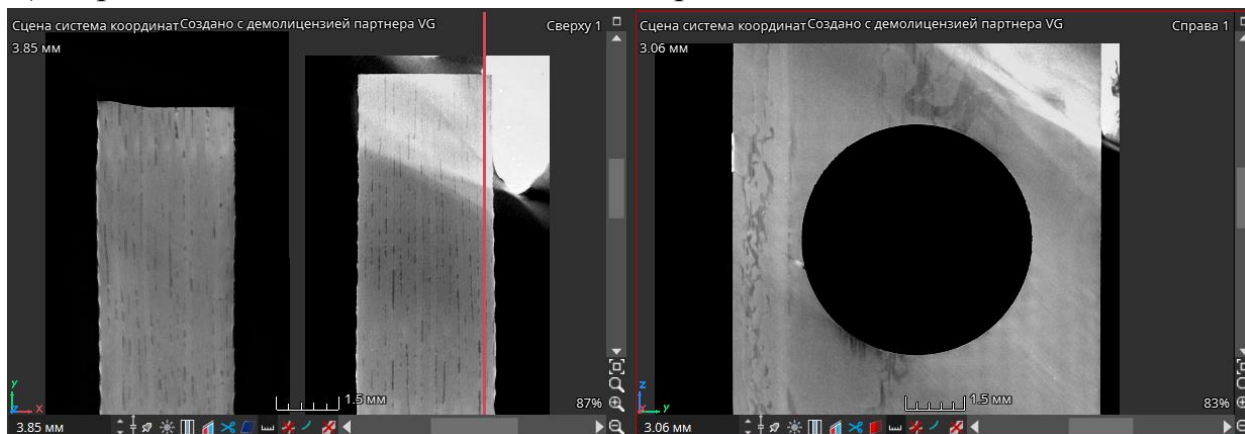 Сцена система координат Создано с демолицензией партнера VG Сверху 1
3.85 мм
y
x
1.5 мм
87%
3.85 мм
Сцена система координат Создано с демолицензией партнера VG Справа 1
3.06 мм
z
y
1.5 мм
83%
3.06 мм